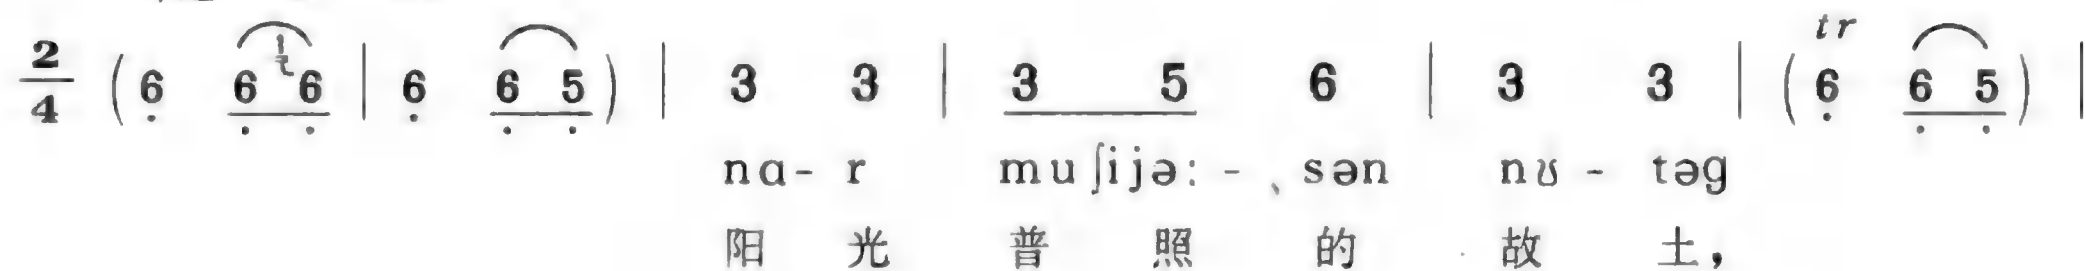 tr
2/4 (6 6 6 | 6 6 5) | 3 3 | 3 5 6 | 3 3 | (6 6 5) |
nɑ- r muʃijə: - sən nʊ - təg
阳 光 普 照 的 故 土，